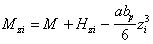 M_{zi} = M + H_{zi} - \frac{ab_p}{6} z_i^3